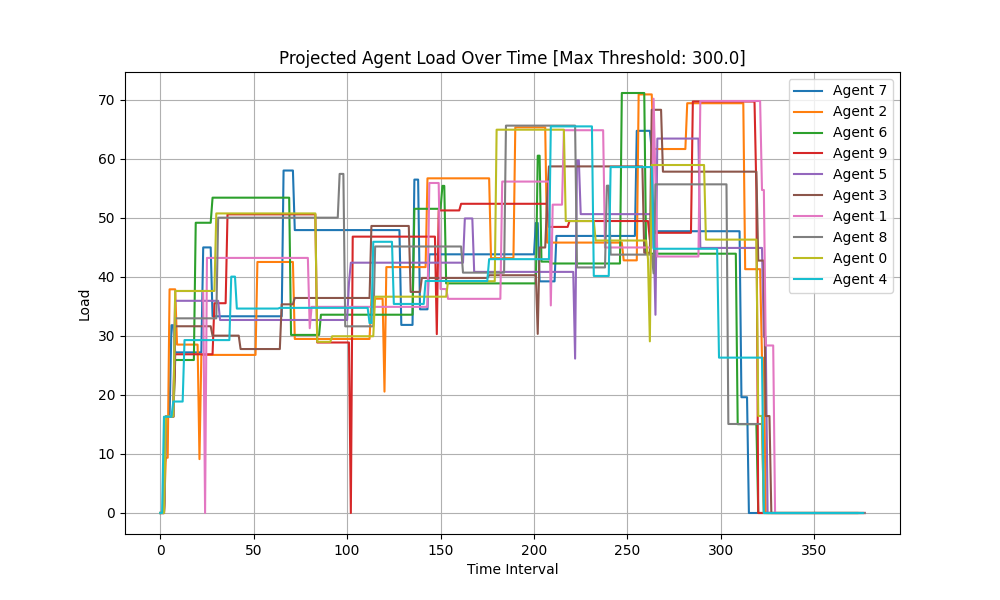 Projected Agent Load Over Time [Max Threshold: 300.0]
Load
70
60
50
40
30
20
10
0
0 50 100 150 200 250 300 350
Time Interval
Agent 7
Agent 2
Agent 6
Agent 9
Agent 5
Agent 3
Agent 1
Agent 8
Agent 0
Agent 4